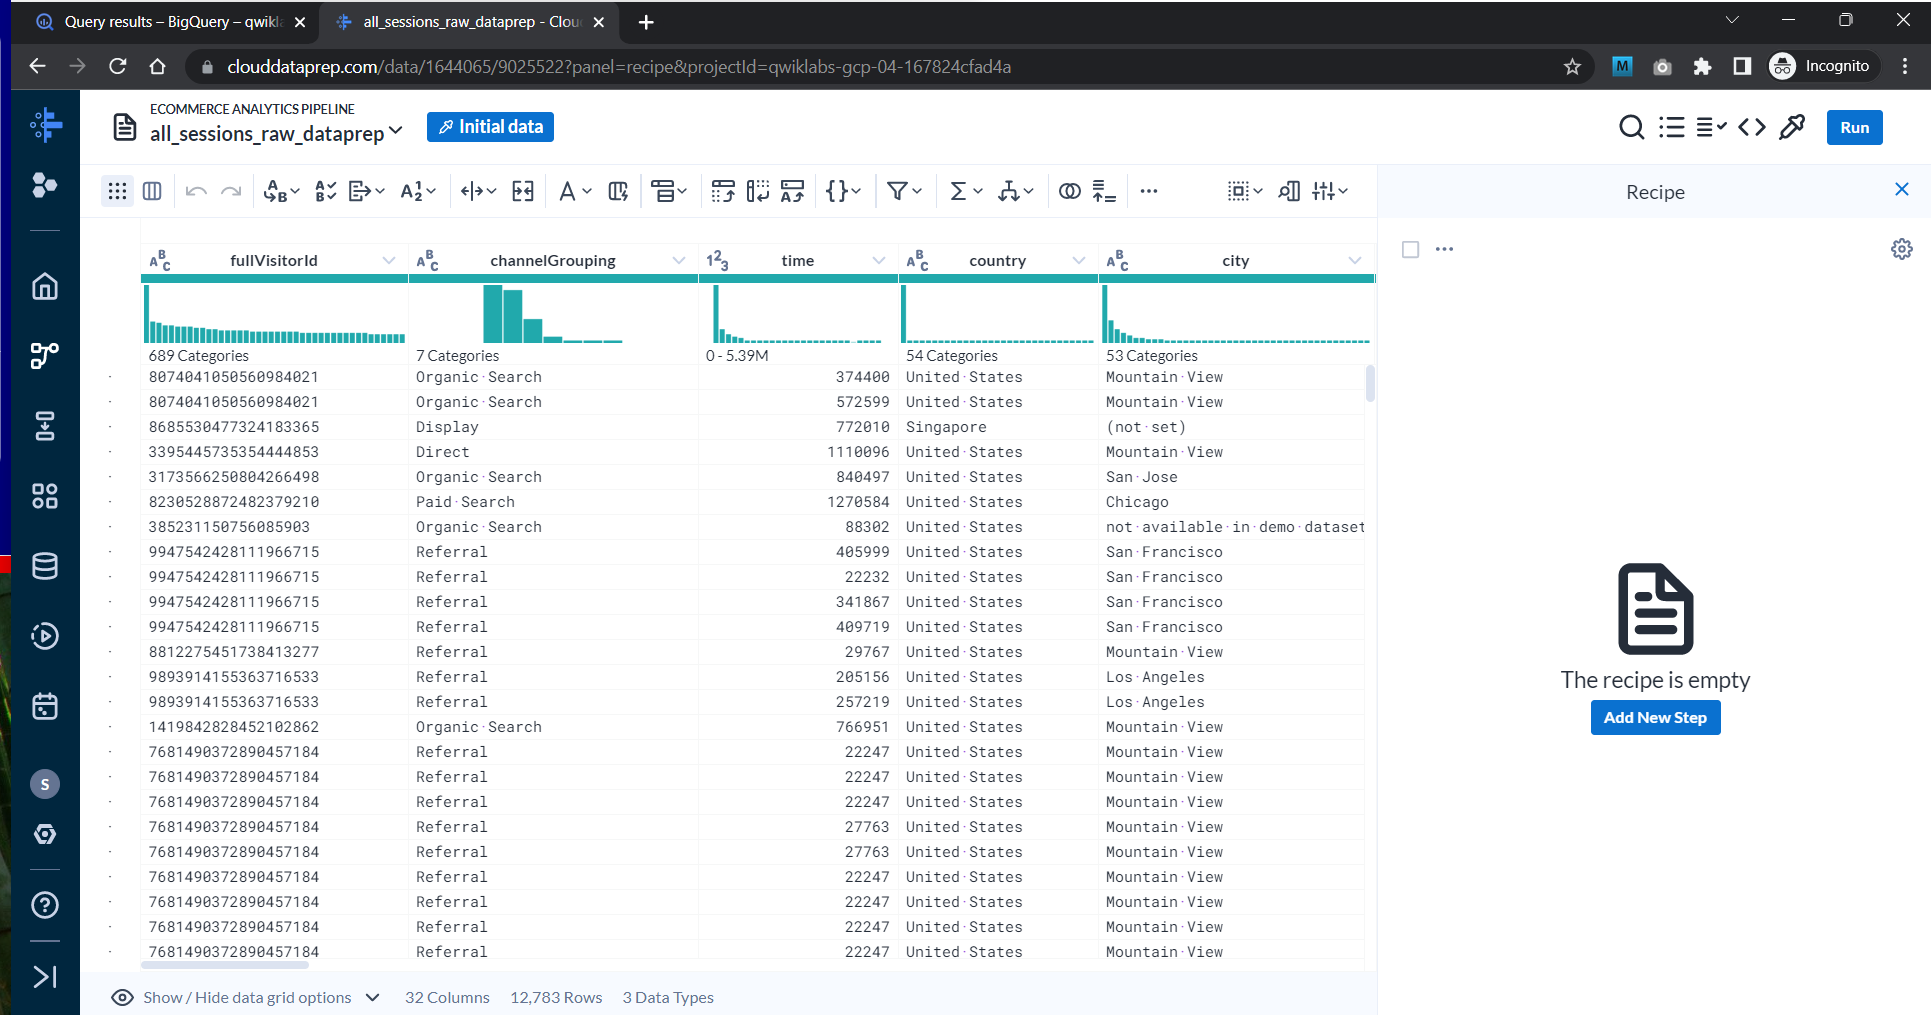 Query results – BigQuery – qwikla
all_sessions_raw_dataprep - Clou
clouddataprep.com/data/1644065/9025522?panel=recipe&projectId=qwiklabs-gcp-04-167824cfad4a
M
Incognito
ECOMMERCE ANALYTICS PIPELINE
all_sessions_raw_dataprep
Initial data
Run
Recipe
ABC fullVisitorId ABC channelGrouping 123 time ABC country ABC city
689 Categories 7 Categories 0 - 5.39M 54 Categories 53 Categories
8074041050560984021 Organic·Search 374400 United·States Mountain·View
8074041050560984021 Organic·Search 572599 United·States Mountain·View
8685530477324183365 Display 772010 Singapore (not·set)
3395445735354444853 Direct 1110096 United·States Mountain·View
3173566250804266498 Organic·Search 840497 United·States San·Jose
8230528872482379210 Paid·Search 1270584 United·States Chicago
385231150756085903 Organic·Search 88302 United·States not·available·in·demo·dataset
9947542428111966715 Referral 405999 United·States San·Francisco
9947542428111966715 Referral 22232 United·States San·Francisco
9947542428111966715 Referral 341867 United·States San·Francisco
9947542428111966715 Referral 409719 United·States San·Francisco
8812275451738413277 Referral 29767 United·States Mountain·View
9893914155363716533 Referral 205156 United·States Los·Angeles
9893914155363716533 Referral 257219 United·States Los·Angeles
1419842828452102862 Organic·Search 766951 United·States Mountain·View
7681490372890457184 Referral 22247 United·States Mountain·View
7681490372890457184 Referral 22247 United·States Mountain·View
7681490372890457184 Referral 22247 United·States Mountain·View
7681490372890457184 Referral 27763 United·States Mountain·View
7681490372890457184 Referral 27763 United·States Mountain·View
7681490372890457184 Referral 22247 United·States Mountain·View
7681490372890457184 Referral 22247 United·States Mountain·View
7681490372890457184 Referral 22247 United·States Mountain·View
7681490372890457184 Referral 22247 United·States Mountain·View
The recipe is empty
Add New Step
S
Show / Hide data grid options 32 Columns 12,783 Rows 3 Data Types